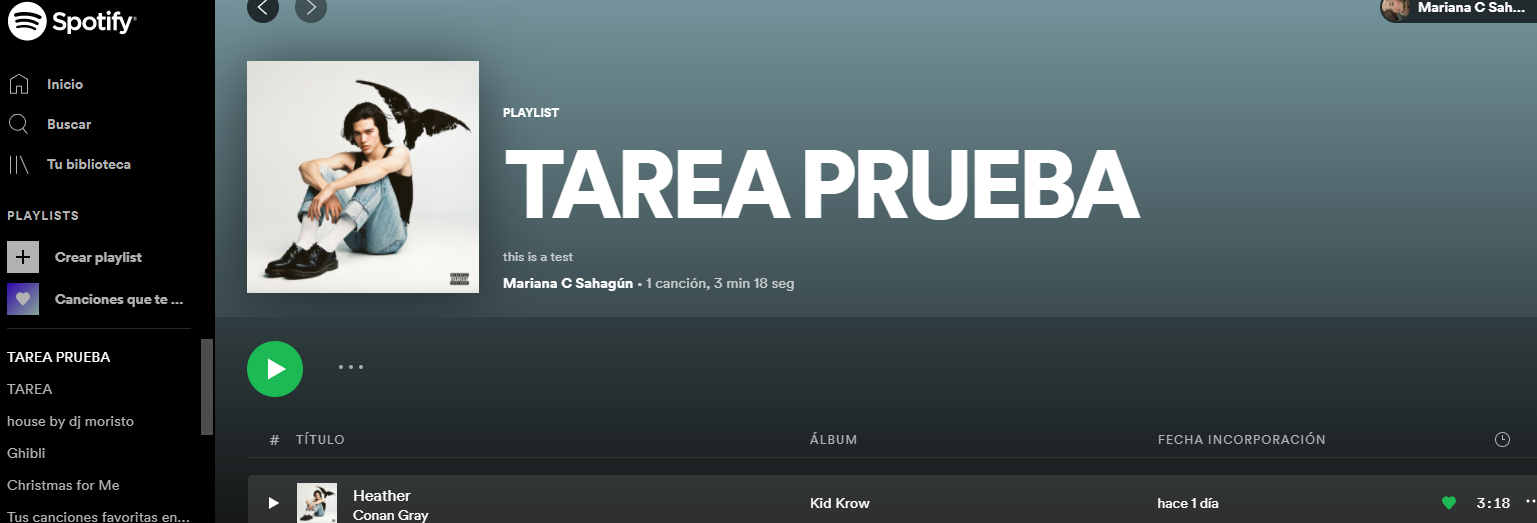 Spotify
Inicio
Buscar
Tu biblioteca
PLAYLISTS
Crear playlist
Canciones que te ...
TAREA PRUEBA
TAREA
house by dj moristo
Ghibli
Christmas for Me
Tus canciones favoritas en...
Mariana C Sah...
PLAYLIST
TAREA PRUEBA
this is a test
Mariana C Sahagún • 1 canción, 3 min 18 seg
# TÍTULO ÁLBUM FECHA INCORPORACIÓN
Heather Kid Krow hace 1 día 3:18
Conan Gray